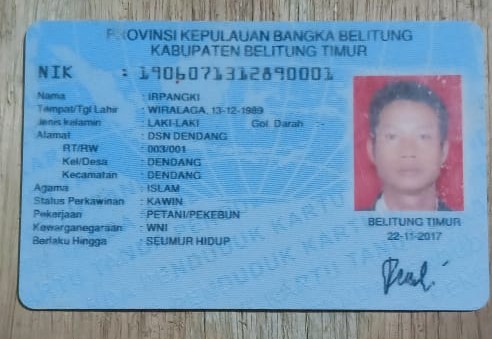 PROVINSI KEPULAUAN BANGKA BELITUNG
KABUPATEN BELITUNG TIMUR
NIK : 1906071312890001
Nama : IRPANGKI
Tempat/Tgl Lahir : WIRALAGA, 13-12-1989
Jenis kelamin : LAKI-LAKI Gol. Darah :
Alamat : DSN DENDANG
RT/RW : 003/001
Kel/Desa : DENDANG
Kecamatan : DENDANG
Agama : ISLAM
Status Perkawinan : KAWIN
Pekerjaan : PETANI/PEKEBUN
Kewarganegaraan : WNI
Berlaku Hingga : SEUMUR HIDUP
BELITUNG TIMUR
22-11-2017